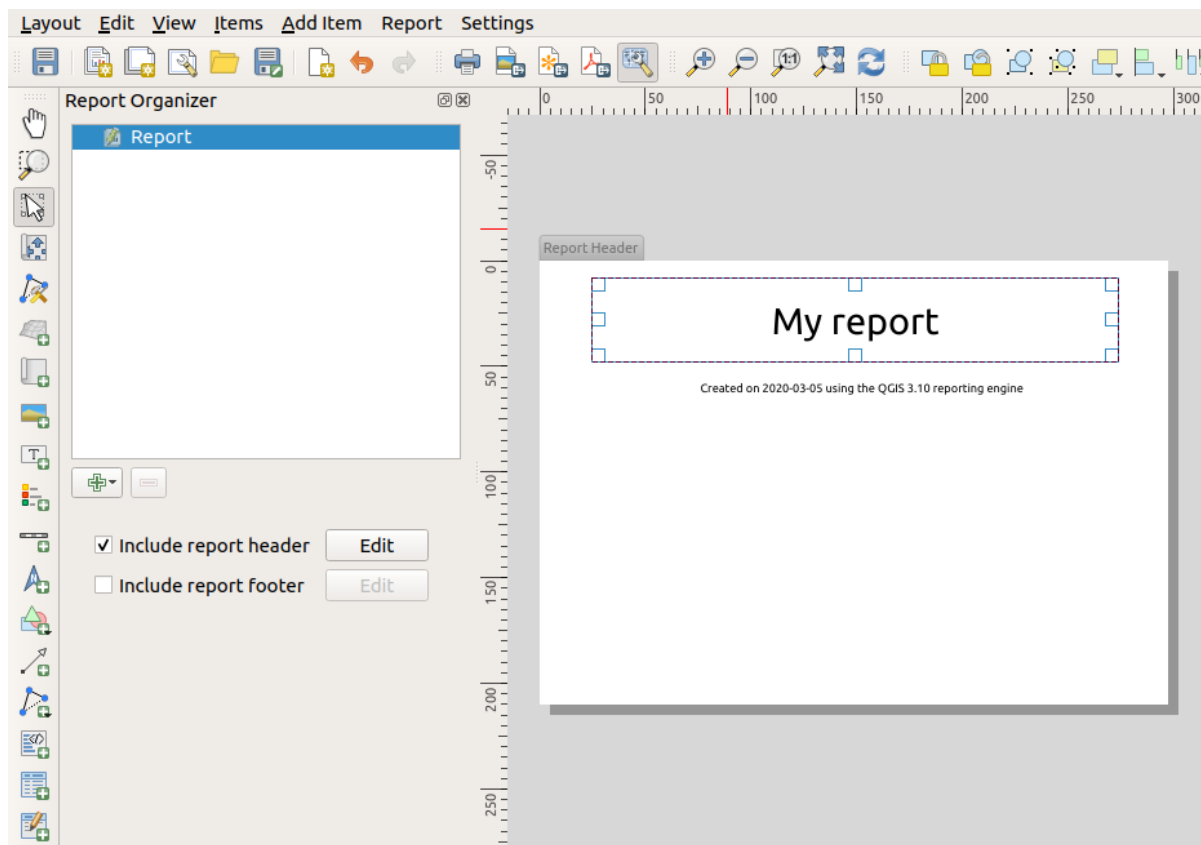 Layout Edit View Items Add Item Report Settings
1:1
Report Organizer
Report
Include report header Edit
Include report footer Edit
0 50 100 150 200 250 300
-50
0
50
100
150
200
250
Report Header
My report
Created on 2020-03-05 using the QGIS 3.10 reporting engine
T
N